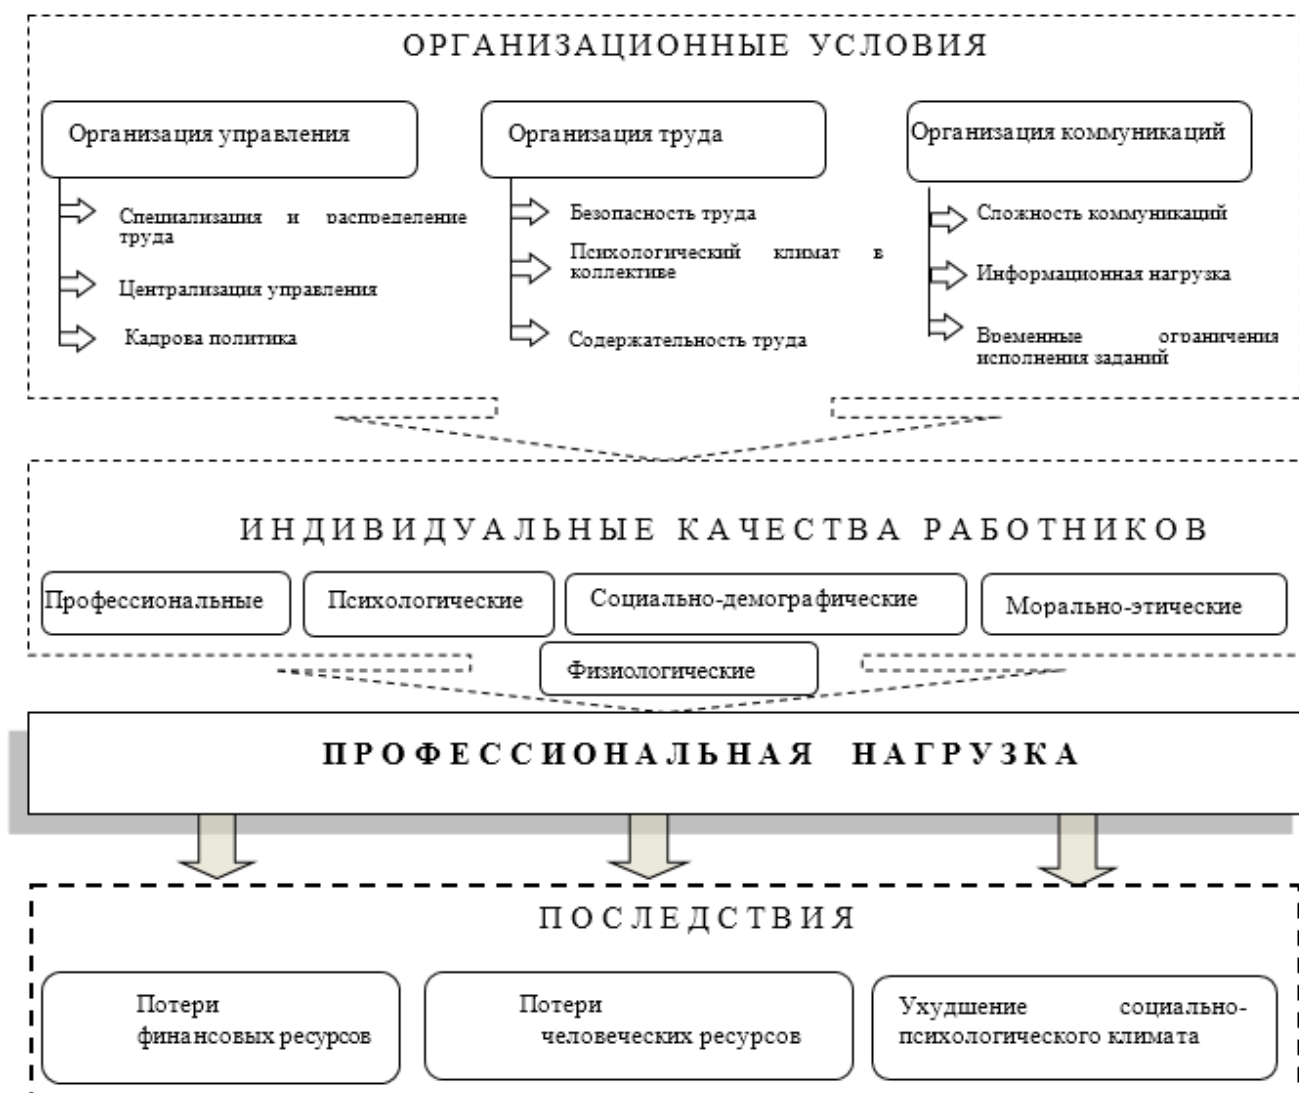 ОРГАНИЗАЦИОННЫЕ УСЛОВИЯ
Организация управления
Специализация и распределение
труда
Централизация управления
Кадрова политика
Организация труда
Безопасность труда
Психологический климат в
коллективе
Содержательность труда
Организация коммуникаций
Сложность коммуникаций
Информационная нагрузка
Временные ограничения
исполнения заданий
ИНДИВИДУАЛЬНЫЕ КАЧЕСТВА РАБОТНИКОВ
Профессиональные
Психологические
Социально-демографические
Морально-этические
Физиологические
ПРОФЕССИОНАЛЬНАЯ НАГРУЗКА
ПОСЛЕДСТВИЯ
Потери
финансовых ресурсов
Потери
человеческих ресурсов
Ухудшение социально-
психологического климата